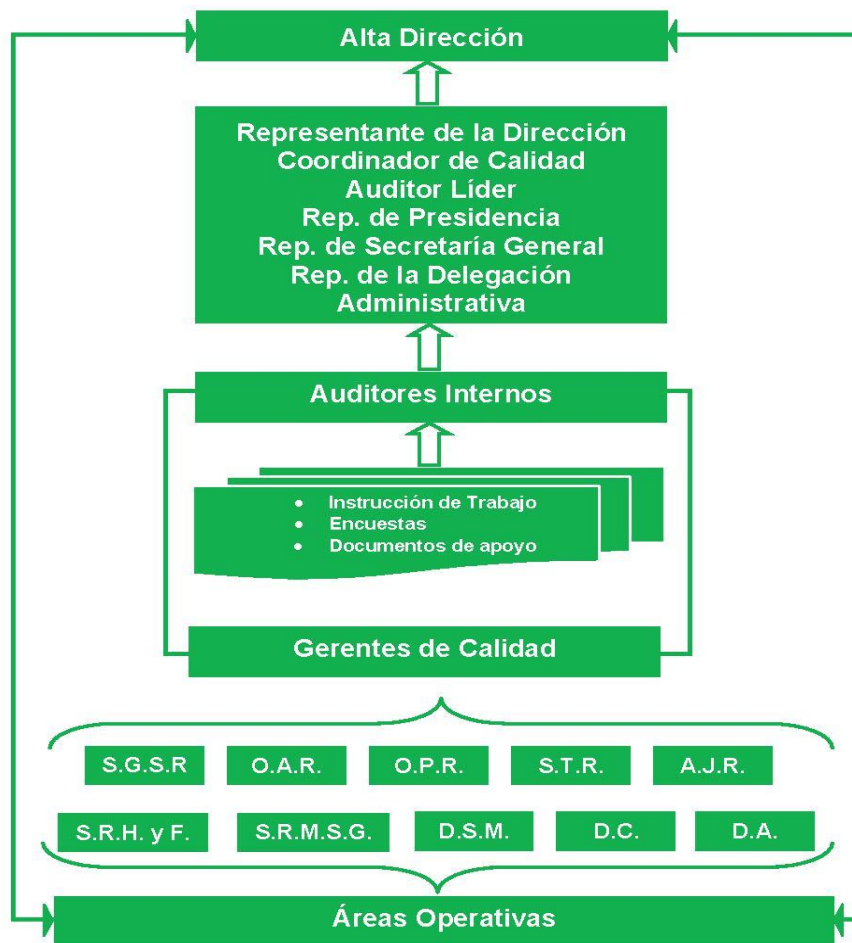 Alta Dirección
Representante de la Dirección
Coordinador de Calidad
Auditor Líder
Rep. de Presidencia
Rep. de Secretaría General
Rep. de la Delegación
Administrativa
Auditores Internos
• Instrucción de Trabajo
• Encuestas
• Documentos de apoyo
Gerentes de Calidad
S.G.S.R O.A.R. O.P.R. S.T.R. A.J.R.
S.R.H. y F. S.R.M.S.G. D.S.M. D.C. D.A.
Áreas Operativas